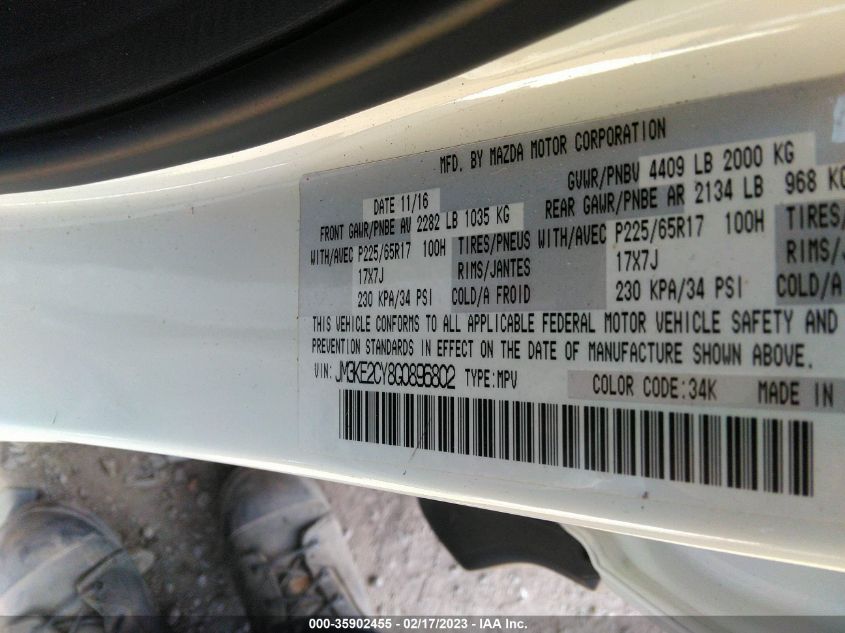 MFD. BY MAZDA MOTOR CORPORATION
DATE 11/16 GVWR/PNBV 4409 LB 2000 KG
FRONT GAWR/PNBE AV 2282 LB 1035 KG REAR GAWR/PNBE AR 2134 LB 968 KG
WITH/AVEC P225/65R17 100H TIRES/PNEUS WITH/AVEC P225/65R17 100H TIRES/
17X7J RIMS/JANTES 17X7J RIMS/J
230 KPA/34 PSI COLD/A FROID 230 KPA/34 PSI COLD/A
THIS VEHICLE CONFORMS TO ALL APPLICABLE FEDERAL MOTOR VEHICLE SAFETY AND
PREVENTION STANDARDS IN EFFECT ON THE DATE OF MANUFACTURE SHOWN ABOVE.
VIN: JM3KE2CY8G0896802 TYPE:MPV COLOR CODE:34K MADE IN
000-35902455 - 02/17/2023 - IAAI.com